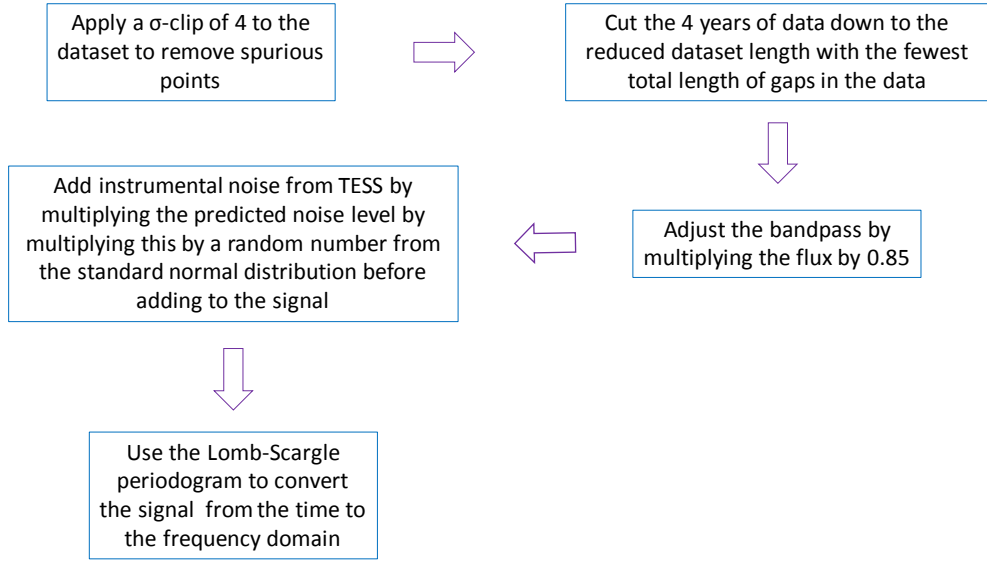 Apply a σ-clip of 4 to the
dataset to remove spurious
points
Cut the 4 years of data down to the
reduced dataset length with the fewest
total length of gaps in the data
Adjust the bandpass by
multiplying the flux by 0.85
Add instrumental noise from TESS by
multiplying the predicted noise level by
multiplying this by a random number from
the standard normal distribution before
adding to the signal
Use the Lomb-Scargle
periodogram to convert
the signal from the time to
the frequency domain